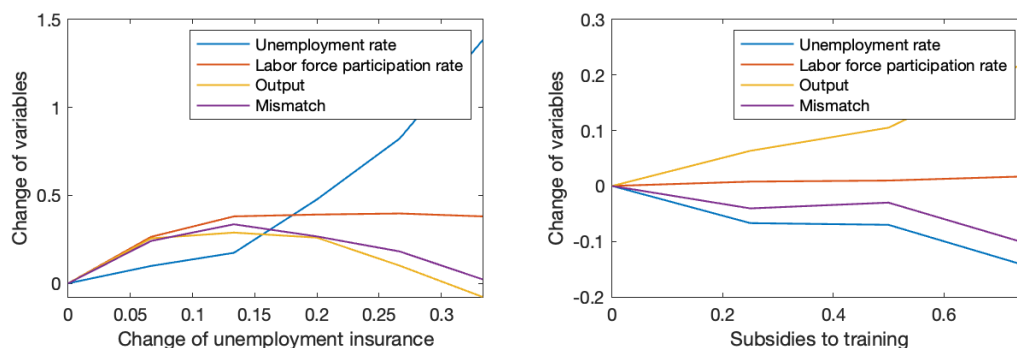 1.5
1
0.5
0
Change of variables
Unemployment rate
Labor force participation rate
Output
Mismatch
0 0.05 0.1 0.15 0.2 0.25 0.3
Change of unemployment insurance
0.3
0.2
0.1
0
-0.1
-0.2
Change of variables
Unemployment rate
Labor force participation rate
Output
Mismatch
0 0.2 0.4 0.6
Subsidies to training